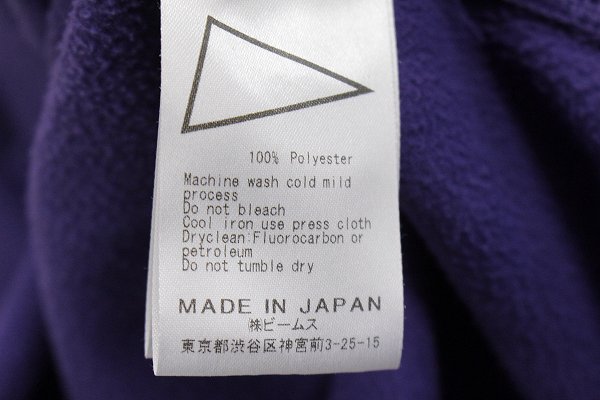 100% Polyester
Machine wash cold mild
process
Do not bleach
Cool iron use press cloth
Dryclean:Fluorocarbon or
petroleum
Do not tumble dry
MADE IN JAPAN
㈱ビームス
東京都渋谷区神宮前3-25-15